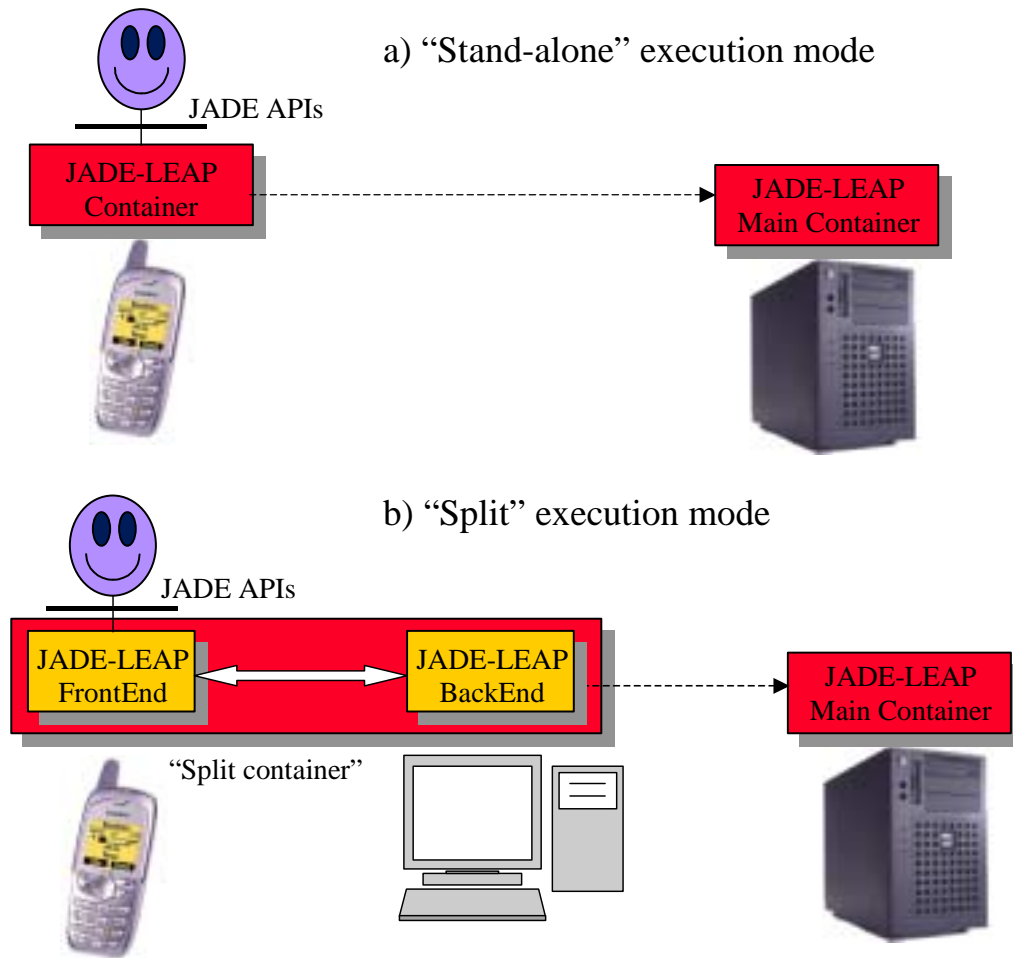 a) “Stand-alone” execution mode
JADE APIs
JADE-LEAP
Container
JADE-LEAP
Main Container
b) “Split” execution mode
JADE APIs
JADE-LEAP
FrontEnd
JADE-LEAP
BackEnd
JADE-LEAP
Main Container
“Split container”